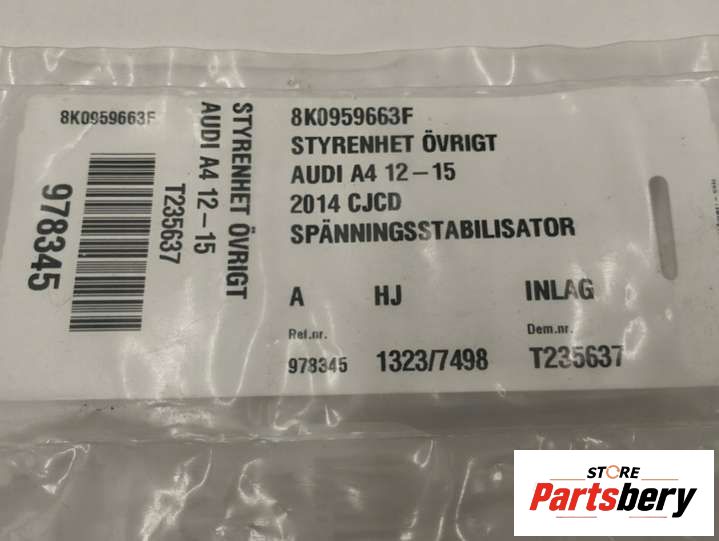 8K0959663F
978345
T235637
AUDI A4 12-15
STYRENHET ÖVRIGT
8K0959663F
STYRENHET ÖVRIGT
AUDI A4 12-15
2014 CJCD
SPÄNNINGSSTABILISATOR
A HJ INLAG
Ref.nr. Dem.nr.
978345 1323/7498 T235637
STORE
Partsbery